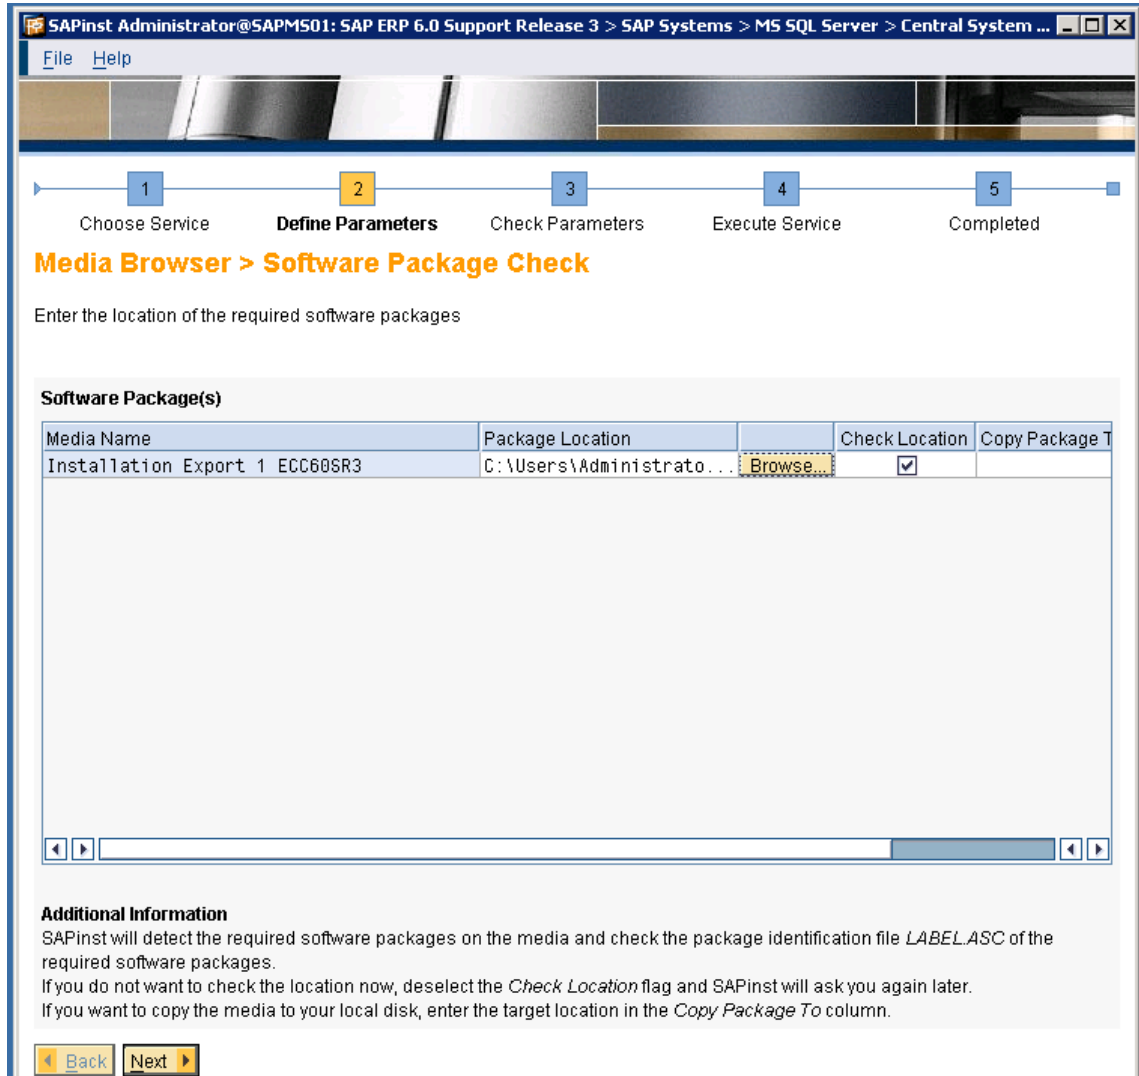 SAPinst Administrator@SAPMS01: SAP ERP 6.0 Support Release 3 > SAP Systems > MS SQL Server > Central System ...
File Help
1 2 3 4 5
Choose Service Define Parameters Check Parameters Execute Service Completed
Media Browser > Software Package Check
Enter the location of the required software packages
Software Package(s)
Media Name Package Location Check Location Copy Package T
Installation Export 1 ECC60SR3 C:\Users\Administrato... Browse...
Additional Information
SAPinst will detect the required software packages on the media and check the package identification file LABEL.ASC of the
required software packages.
If you do not want to check the location now, deselect the Check Location flag and SAPinst will ask you again later.
If you want to copy the media to your local disk, enter the target location in the Copy Package To column.
Back Next